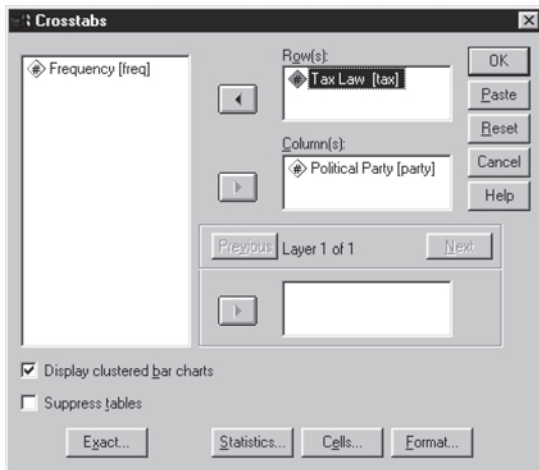 Crosstabs
Frequency [freq]
Row(s):
Tax Law [tax]
Column(s):
Political Party [party]
OK
Paste
Reset
Cancel
Help
Previous
Layer 1 of 1
Next
Display clustered bar charts
Suppress tables
Exact...
Statistics...
Cells...
Format...